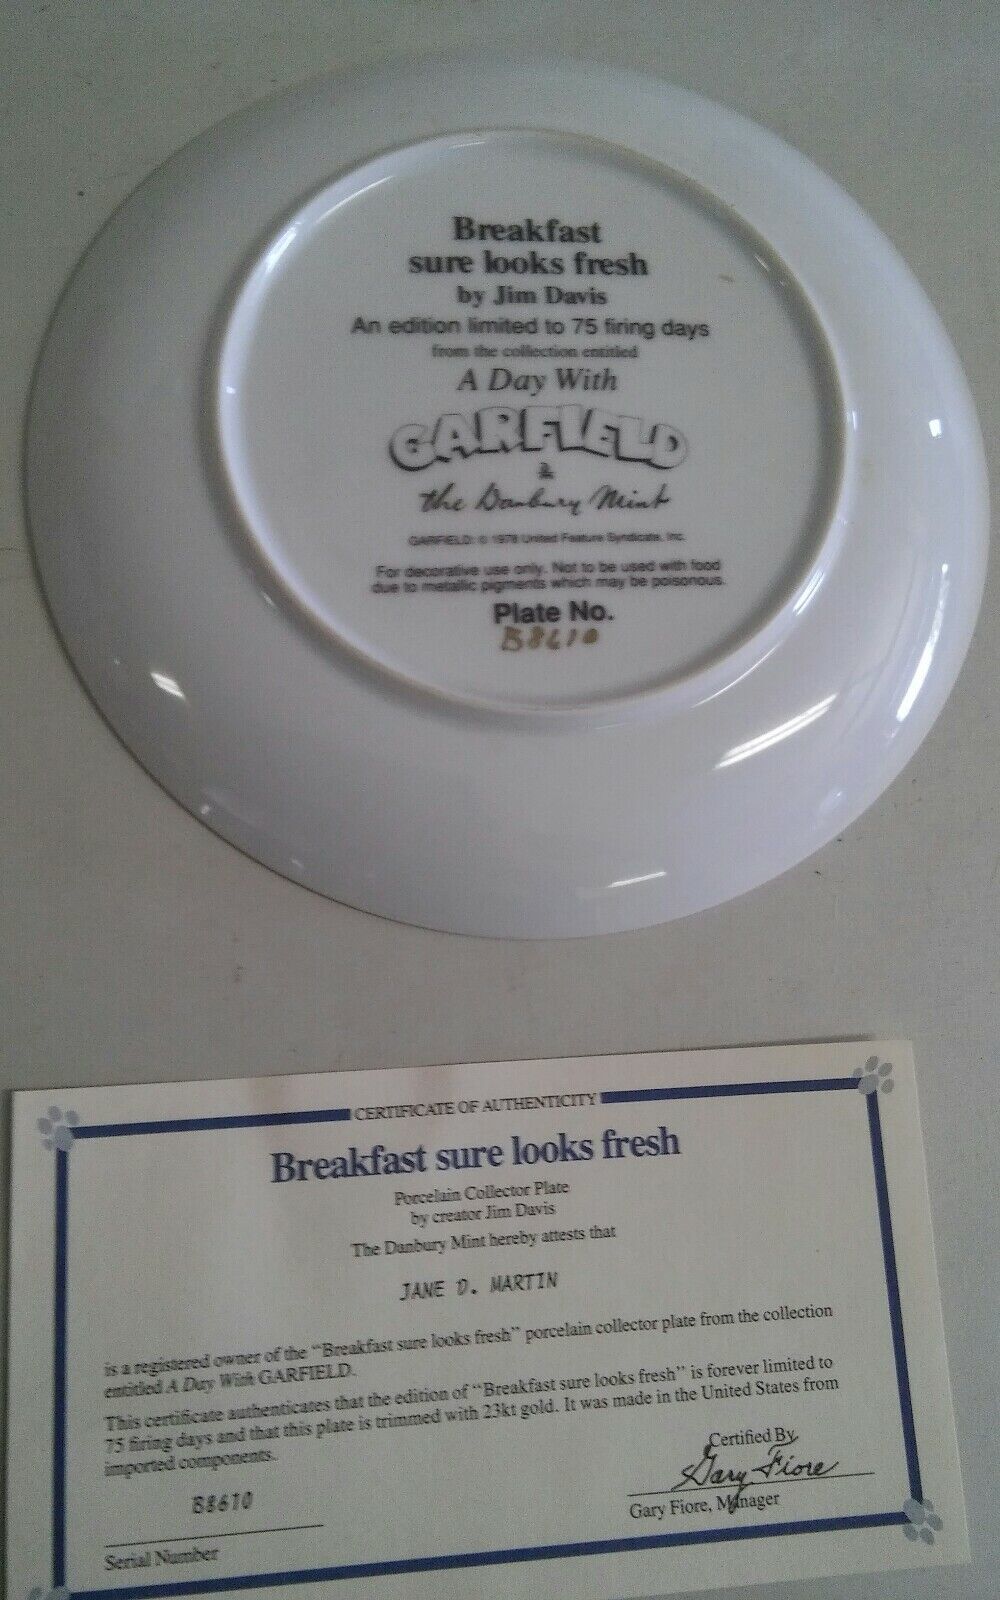 Breakfast
sure looks fresh
by Jim Davis
An edition limited to 75 firing days
from the collection entitled
A Day With
GARFIELD
&
the Danbury Mint
GARFIELD: © 1978 United Feature Syndicate, Inc.
For decorative use only. Not to be used with food
due to metallic pigments which may be poisonous.
Plate No.
B8610
CERTIFICATE OF AUTHENTICITY
Breakfast sure looks fresh
Porcelain Collector Plate
by creator Jim Davis
The Danbury Mint hereby attests that
JANE D. MARTIN
is a registered owner of the "Breakfast sure looks fresh" porcelain collector plate from the collection
entitled A Day With GARFIELD.
This certificate authenticates that the edition of "Breakfast sure looks fresh" is forever limited to
75 firing days and that this plate is trimmed with 23kt gold. It was made in the United States from
imported components.
Certified By
Gary Fiore
Gary Fiore, Manager
B8610
Serial Number